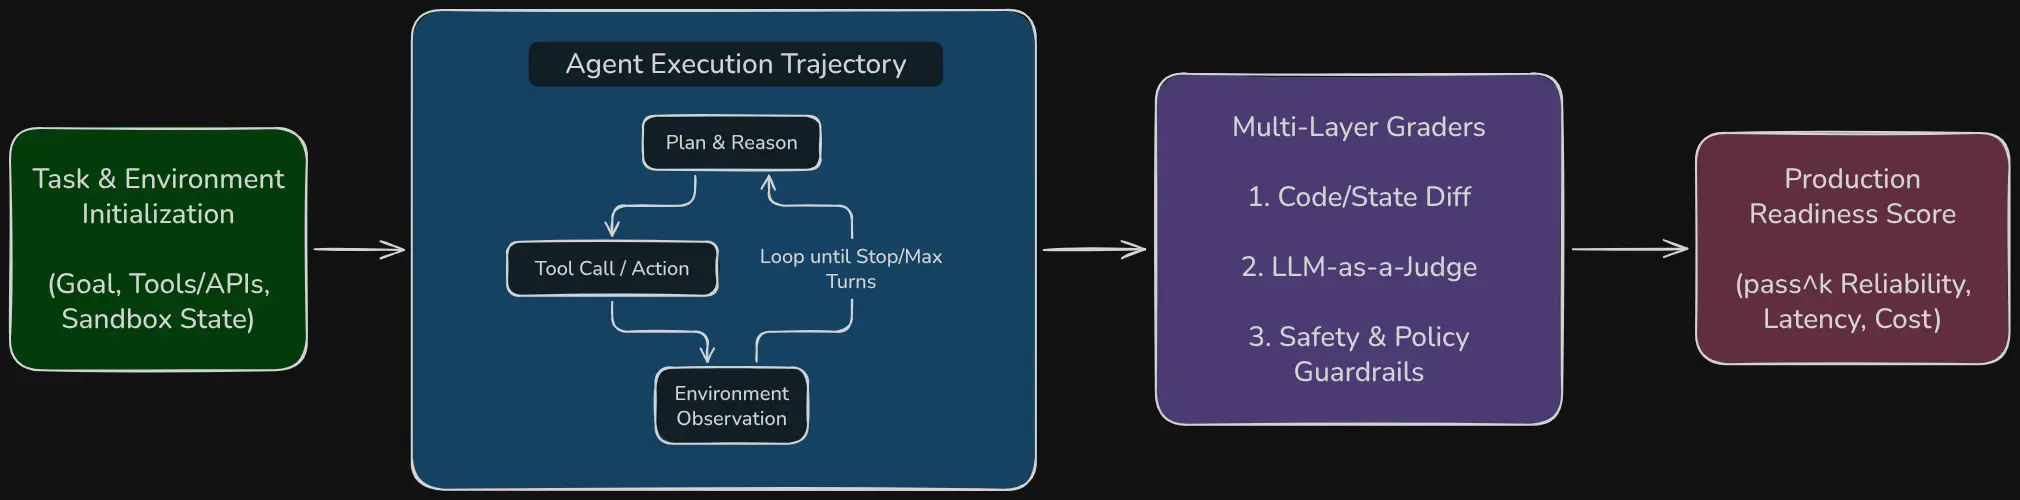 Task & Environment
Initialization
(Goal, Tools/APIs,
Sandbox State)
Agent Execution Trajectory
Plan & Reason
Tool Call / Action
Loop until Stop/Max
Turns
Environment
Observation
Multi-Layer Graders
1. Code/State Diff
2. LLM-as-a-Judge
3. Safety & Policy
Guardrails
Production
Readiness Score
(pass^k Reliability,
Latency, Cost)